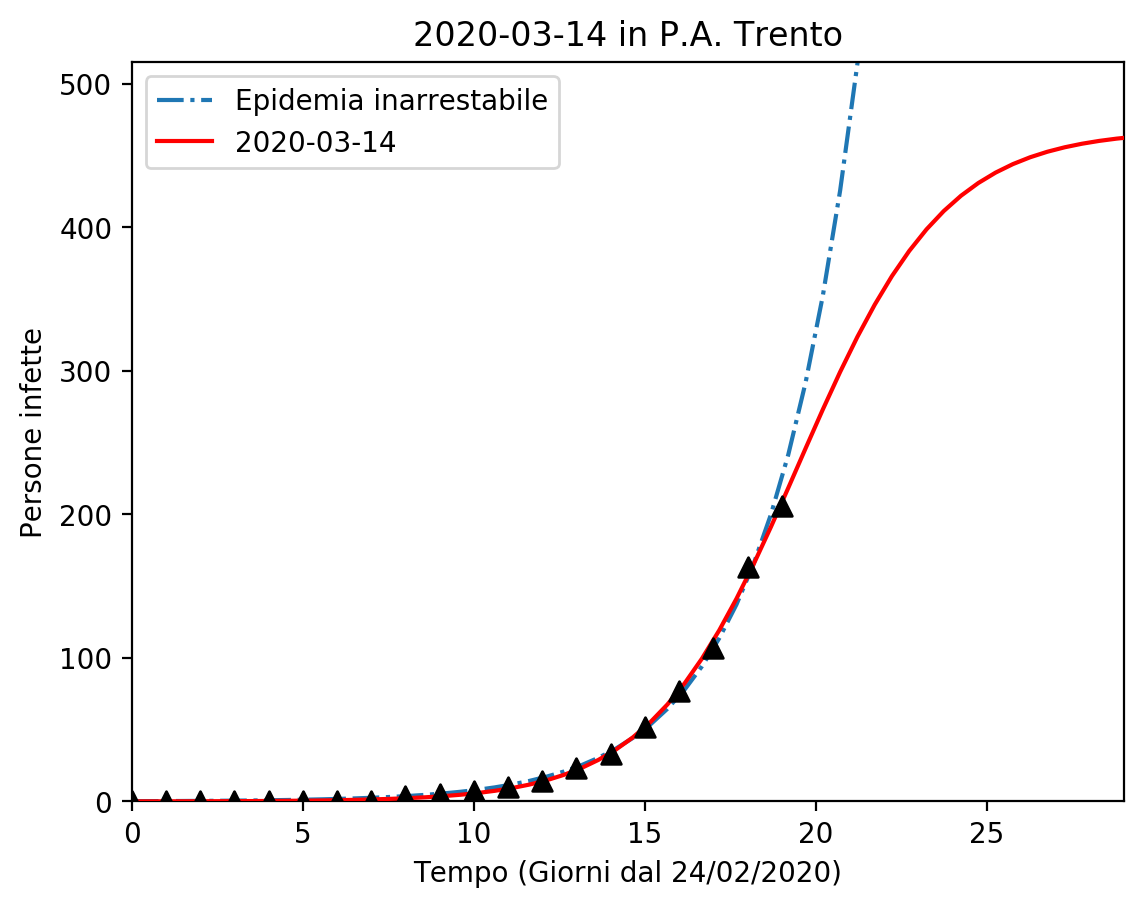 2020-03-14 in P.A. Trento
Epidemia inarrestabile
2020-03-14
500
400
300
200
100
0
Persone infette
0 5 10 15 20 25
Tempo (Giorni dal 24/02/2020)